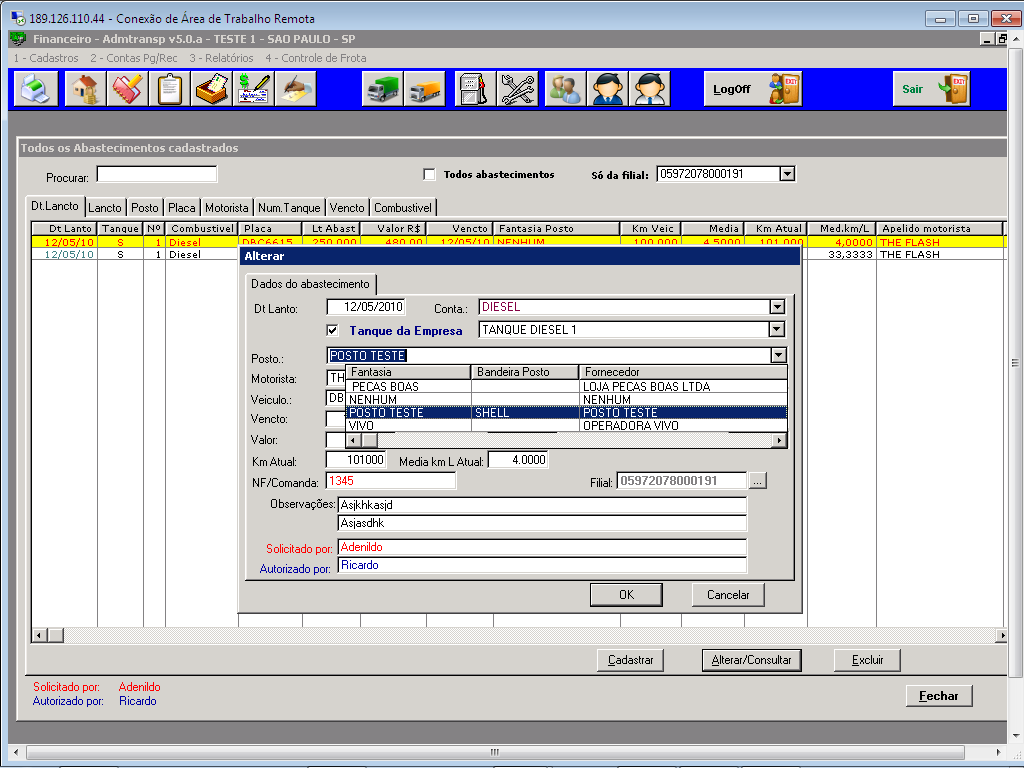 189.126.110.44 - Conexão de Área de Trabalho Remota
Financeiro - Admtransp v5.0.a - TESTE 1 - SAO PAULO - SP
1 - Cadastros 2 - Contas Pg/Rec 3 - Relatórios 4 - Controle de Frota
LogOff EXIT Sair EXIT
Todos os Abastecimentos cadastrados
Procurar: Todos abastecimentos Só da filial: 05972078000191
Dt.Lancto Lancto Posto Placa Motorista Num.Tanque Vencto Combustivel
Dt Lanto Tanque Nº Combustivel Placa Lt Abast Valor R$ Vencto Fantasia Posto Km Veic Media Km Atual Med.km/L Apelido motorista
12/05/10 S 1 Diesel DBC6615 250,000 480,00 12/05/10 NENHUM 100,000 4,5000 101,000 4,0000 THE FLASH
12/05/10 S 1 Diesel 33,3333 THE FLASH
Alterar
Dados do abastecimento
Dt Lanto: 12/05/2010 Conta.: DIESEL
Tanque da Empresa TANQUE DIESEL 1
Posto.: POSTO TESTE
Fantasia Bandeira Posto Fornecedor
Motorista: TH
PECAS BOAS LOJA PECAS BOAS LTDA
Veiculo.: DB NENHUM NENHUM
POSTO TESTE SHELL POSTO TESTE
Vencto:
VIVO OPERADORA VIVO
Valor:
Km Atual: 101000 Media km L Atual: 4.0000
NF/Comanda: 1345 Filial: 05972078000191 ...
Observações: Asjkhkasjd
Asjasdhk
Solicitado por: Adenildo
Autorizado por: Ricardo
OK Cancelar
Cadastrar Alterar/Consultar Excluir
Solicitado por: Adenildo
Autorizado por: Ricardo
Fechar